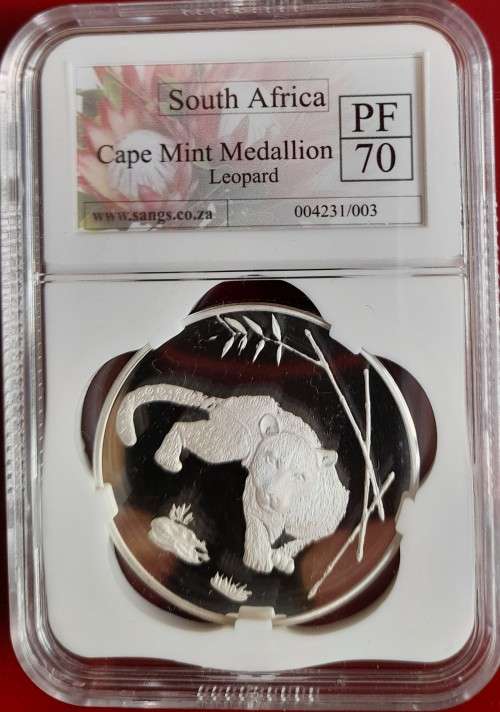 South Africa
PF
Cape Mint Medallion
70
Leopard
www.sangs.co.za
004231/003